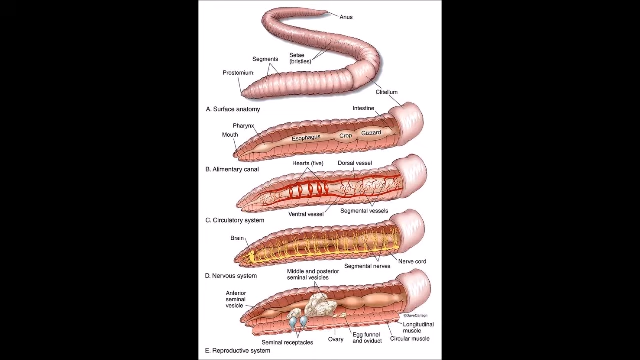 Anus
Setae
(bristles)
Segments
Prostomium
Clitellum
A. Surface anatomy
Intestine
Pharynx
Mouth
Esophagus
Crop
Gizzard
B. Alimentary canal
Hearts (five)
Dorsal vessel
Ventral vessel
Segmental vessels
C. Circulatory system
Brain
Nerve cord
Segmental nerves
D. Nervous system
Middle and posterior
seminal vesicles
Anterior
seminal
vesicle
Longitudinal
muscle
Circular muscle
Egg funnel
and oviduct
Ovary
Seminal receptacles
E. Reproductive system